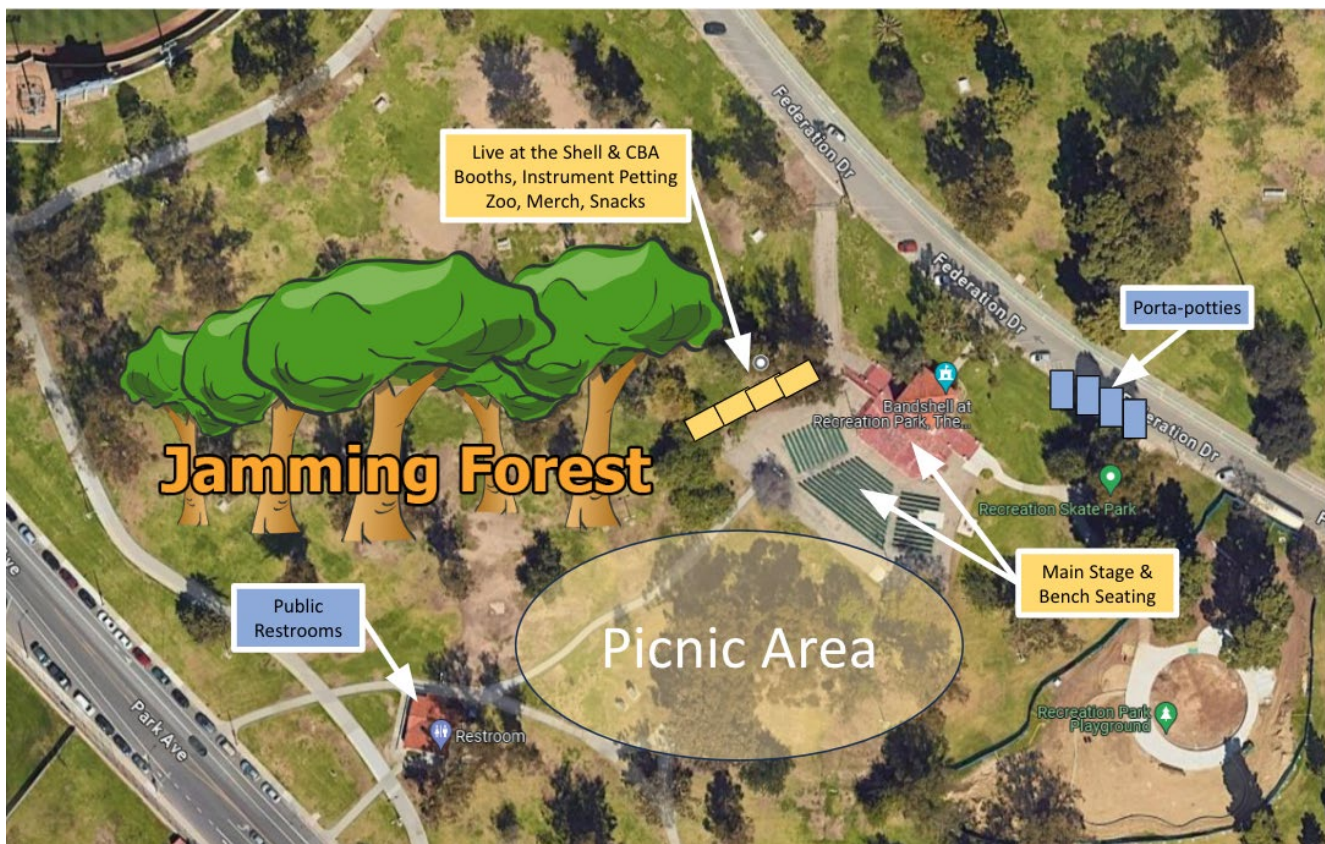 Federation Dr
Live at the Shell & CBA
Booths, Instrument Petting
Zoo, Merch, Snacks
Federation Dr
Porta-potties
Bandshell at
Recreation Park, The...
Federation Dr
Jamming Forest
Recreation Skate Park
Main Stage &
Bench Seating
Public
Restrooms
Picnic Area
Park Ave
Restroom
Recreation Park
Playground